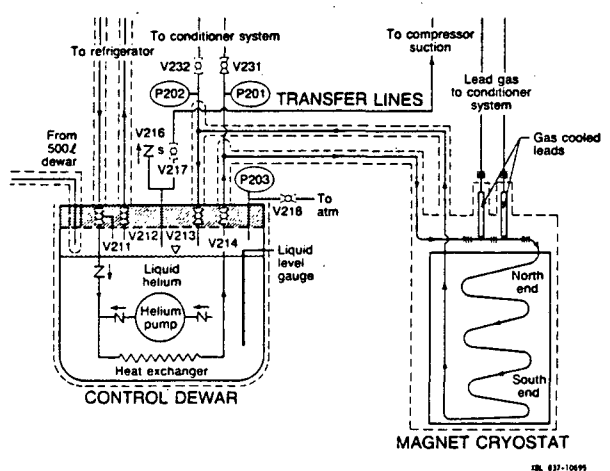 To refrigerator
To conditioner system
To compressor
suction
V232
V231
P202
P201
Lead gas
to conditioner
system
TRANSFER LINES
From
500ℓ
dewar
V216
S
V217
P203
Gas cooled
leads
To
atm
V218
V211
V212
V213
V214
Liquid
helium
Liquid
level
gauge
Helium
pump
Heat exchanger
North
end
South
end
CONTROL DEWAR
MAGNET CRYOSTAT
XBL 837-10695